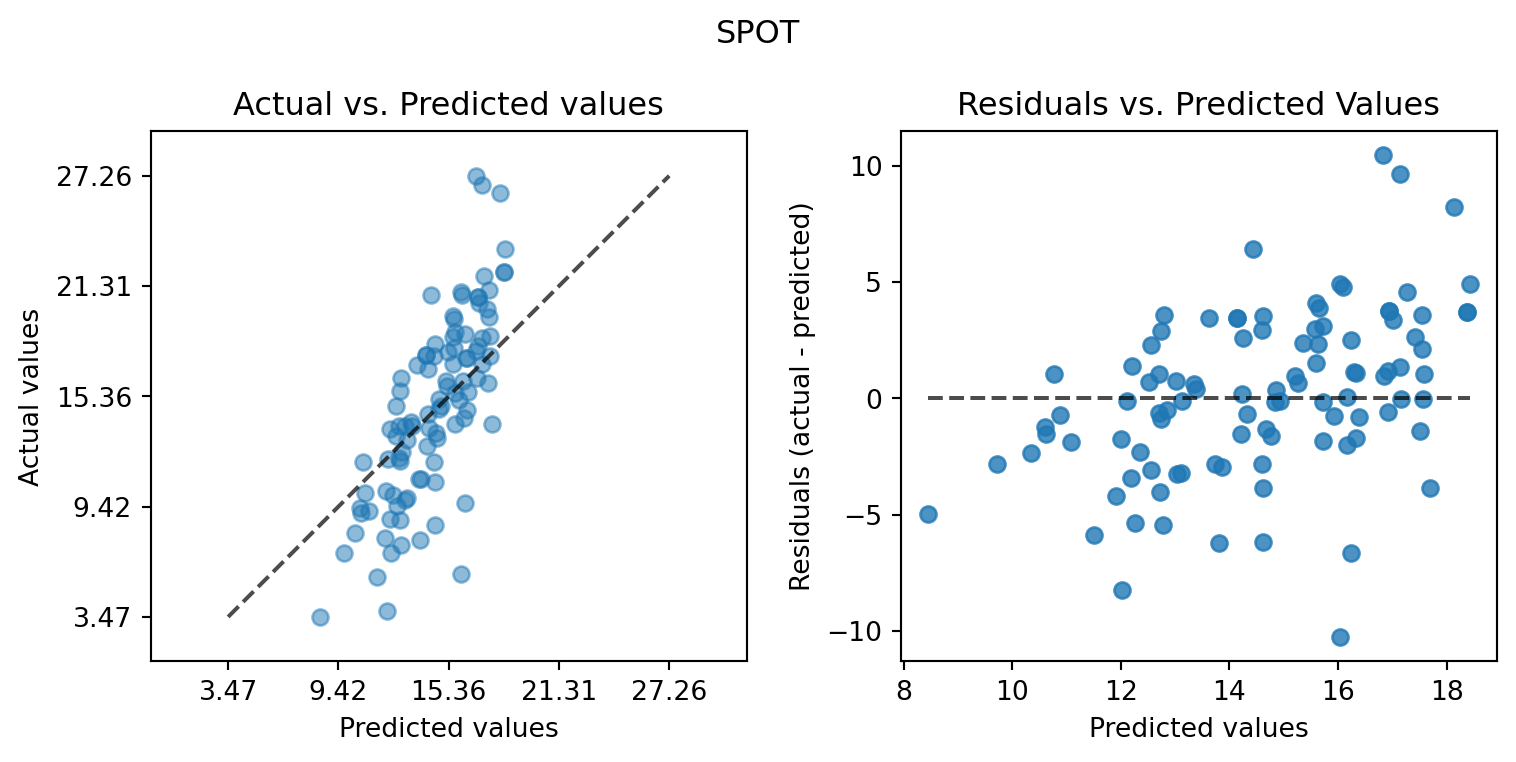 SPOT
Actual vs. Predicted values
27.26
21.31
15.36
9.42
3.47
Actual values
3.47 9.42 15.36 21.31 27.26
Predicted values
Residuals vs. Predicted Values
10
5
0
−5
−10
Residuals (actual - predicted)
8 10 12 14 16 18
Predicted values